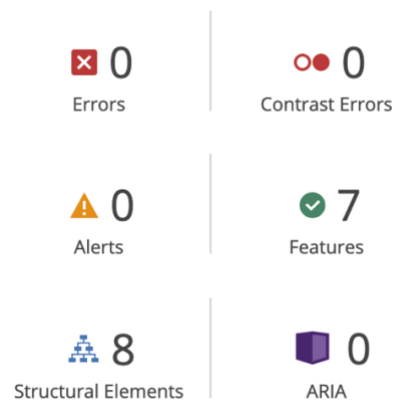 0 0
Errors Contrast Errors
0 7
Alerts Features
8 0
Structural Elements ARIA